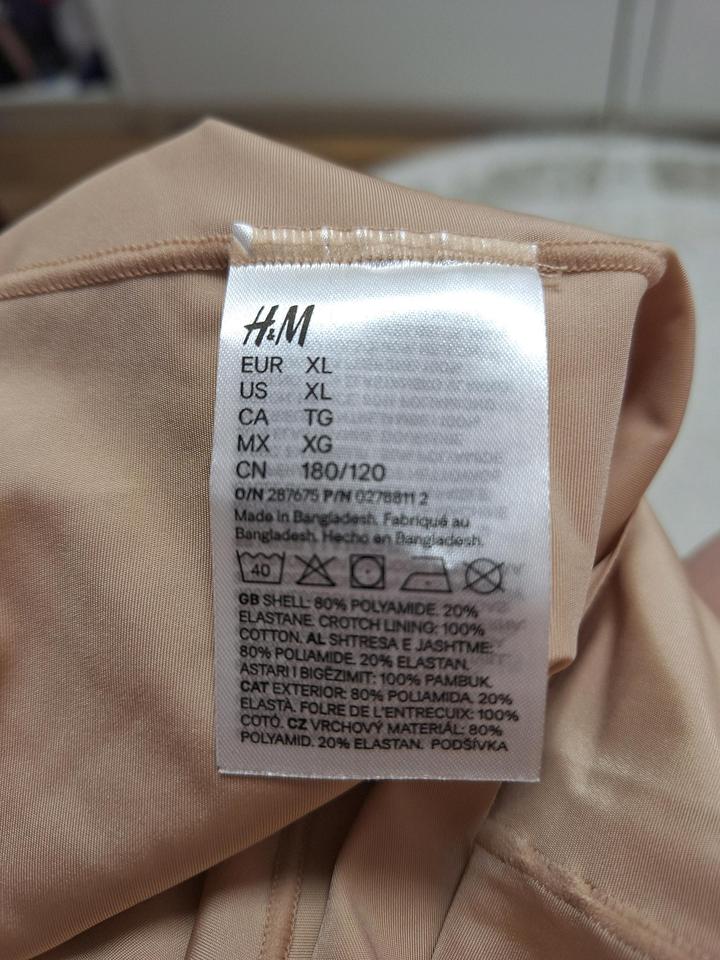 H&M
EUR XL
US XL
CA TG
MX XG
CN 180/120
O/N 287675 P/N 0278811 2
Made in Bangladesh. Fabriqué au
Bangladesh. Hecho en Bangladesh.
40
GB SHELL: 80% POLYAMIDE. 20%
ELASTANE. CROTCH LINING: 100%
COTTON. AL SHTRESA E JASHTME:
80% POLIAMIDE. 20% ELASTAN.
ASTARI I BIGËZIMIT: 100% PAMBUK.
CAT EXTERIOR: 80% POLIAMIDA. 20%
ELASTÀ. FOLRE DE L'ENTRECUIX: 100%
COTÓ. CZ VRCHOVÝ MATERIÁL: 80%
POLYAMID. 20% ELASTAN. PODŠÍVKA